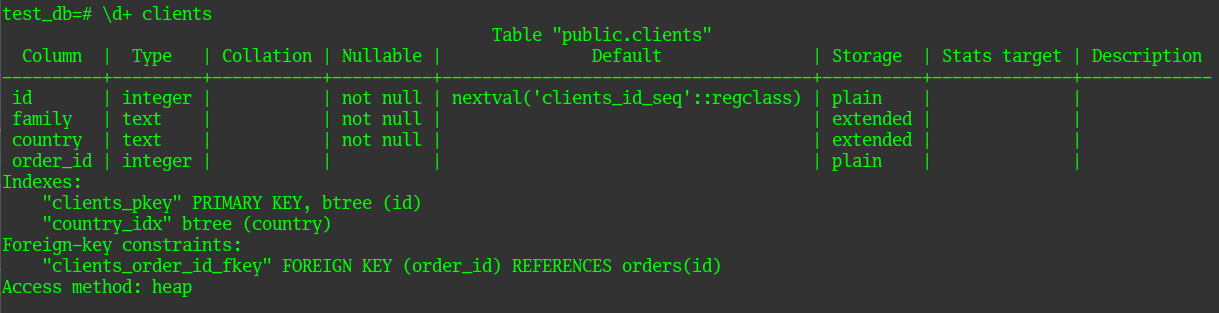 test_db=# \d+ clients
                                                 Table "public.clients"
  Column  |  Type   | Collation | Nullable |               Default               | Storage  | Stats target | Description
----------+---------+-----------+----------+-------------------------------------+----------+--------------+-------------
 id       | integer |           | not null | nextval('clients_id_seq'::regclass) | plain    |              |
 family   | text    |           | not null |                                     | extended |              |
 country  | text    |           | not null |                                     | extended |              |
 order_id | integer |           |          |                                     | plain    |              |
Indexes:
    "clients_pkey" PRIMARY KEY, btree (id)
    "country_idx" btree (country)
Foreign-key constraints:
    "clients_order_id_fkey" FOREIGN KEY (order_id) REFERENCES orders(id)
Access method: heap